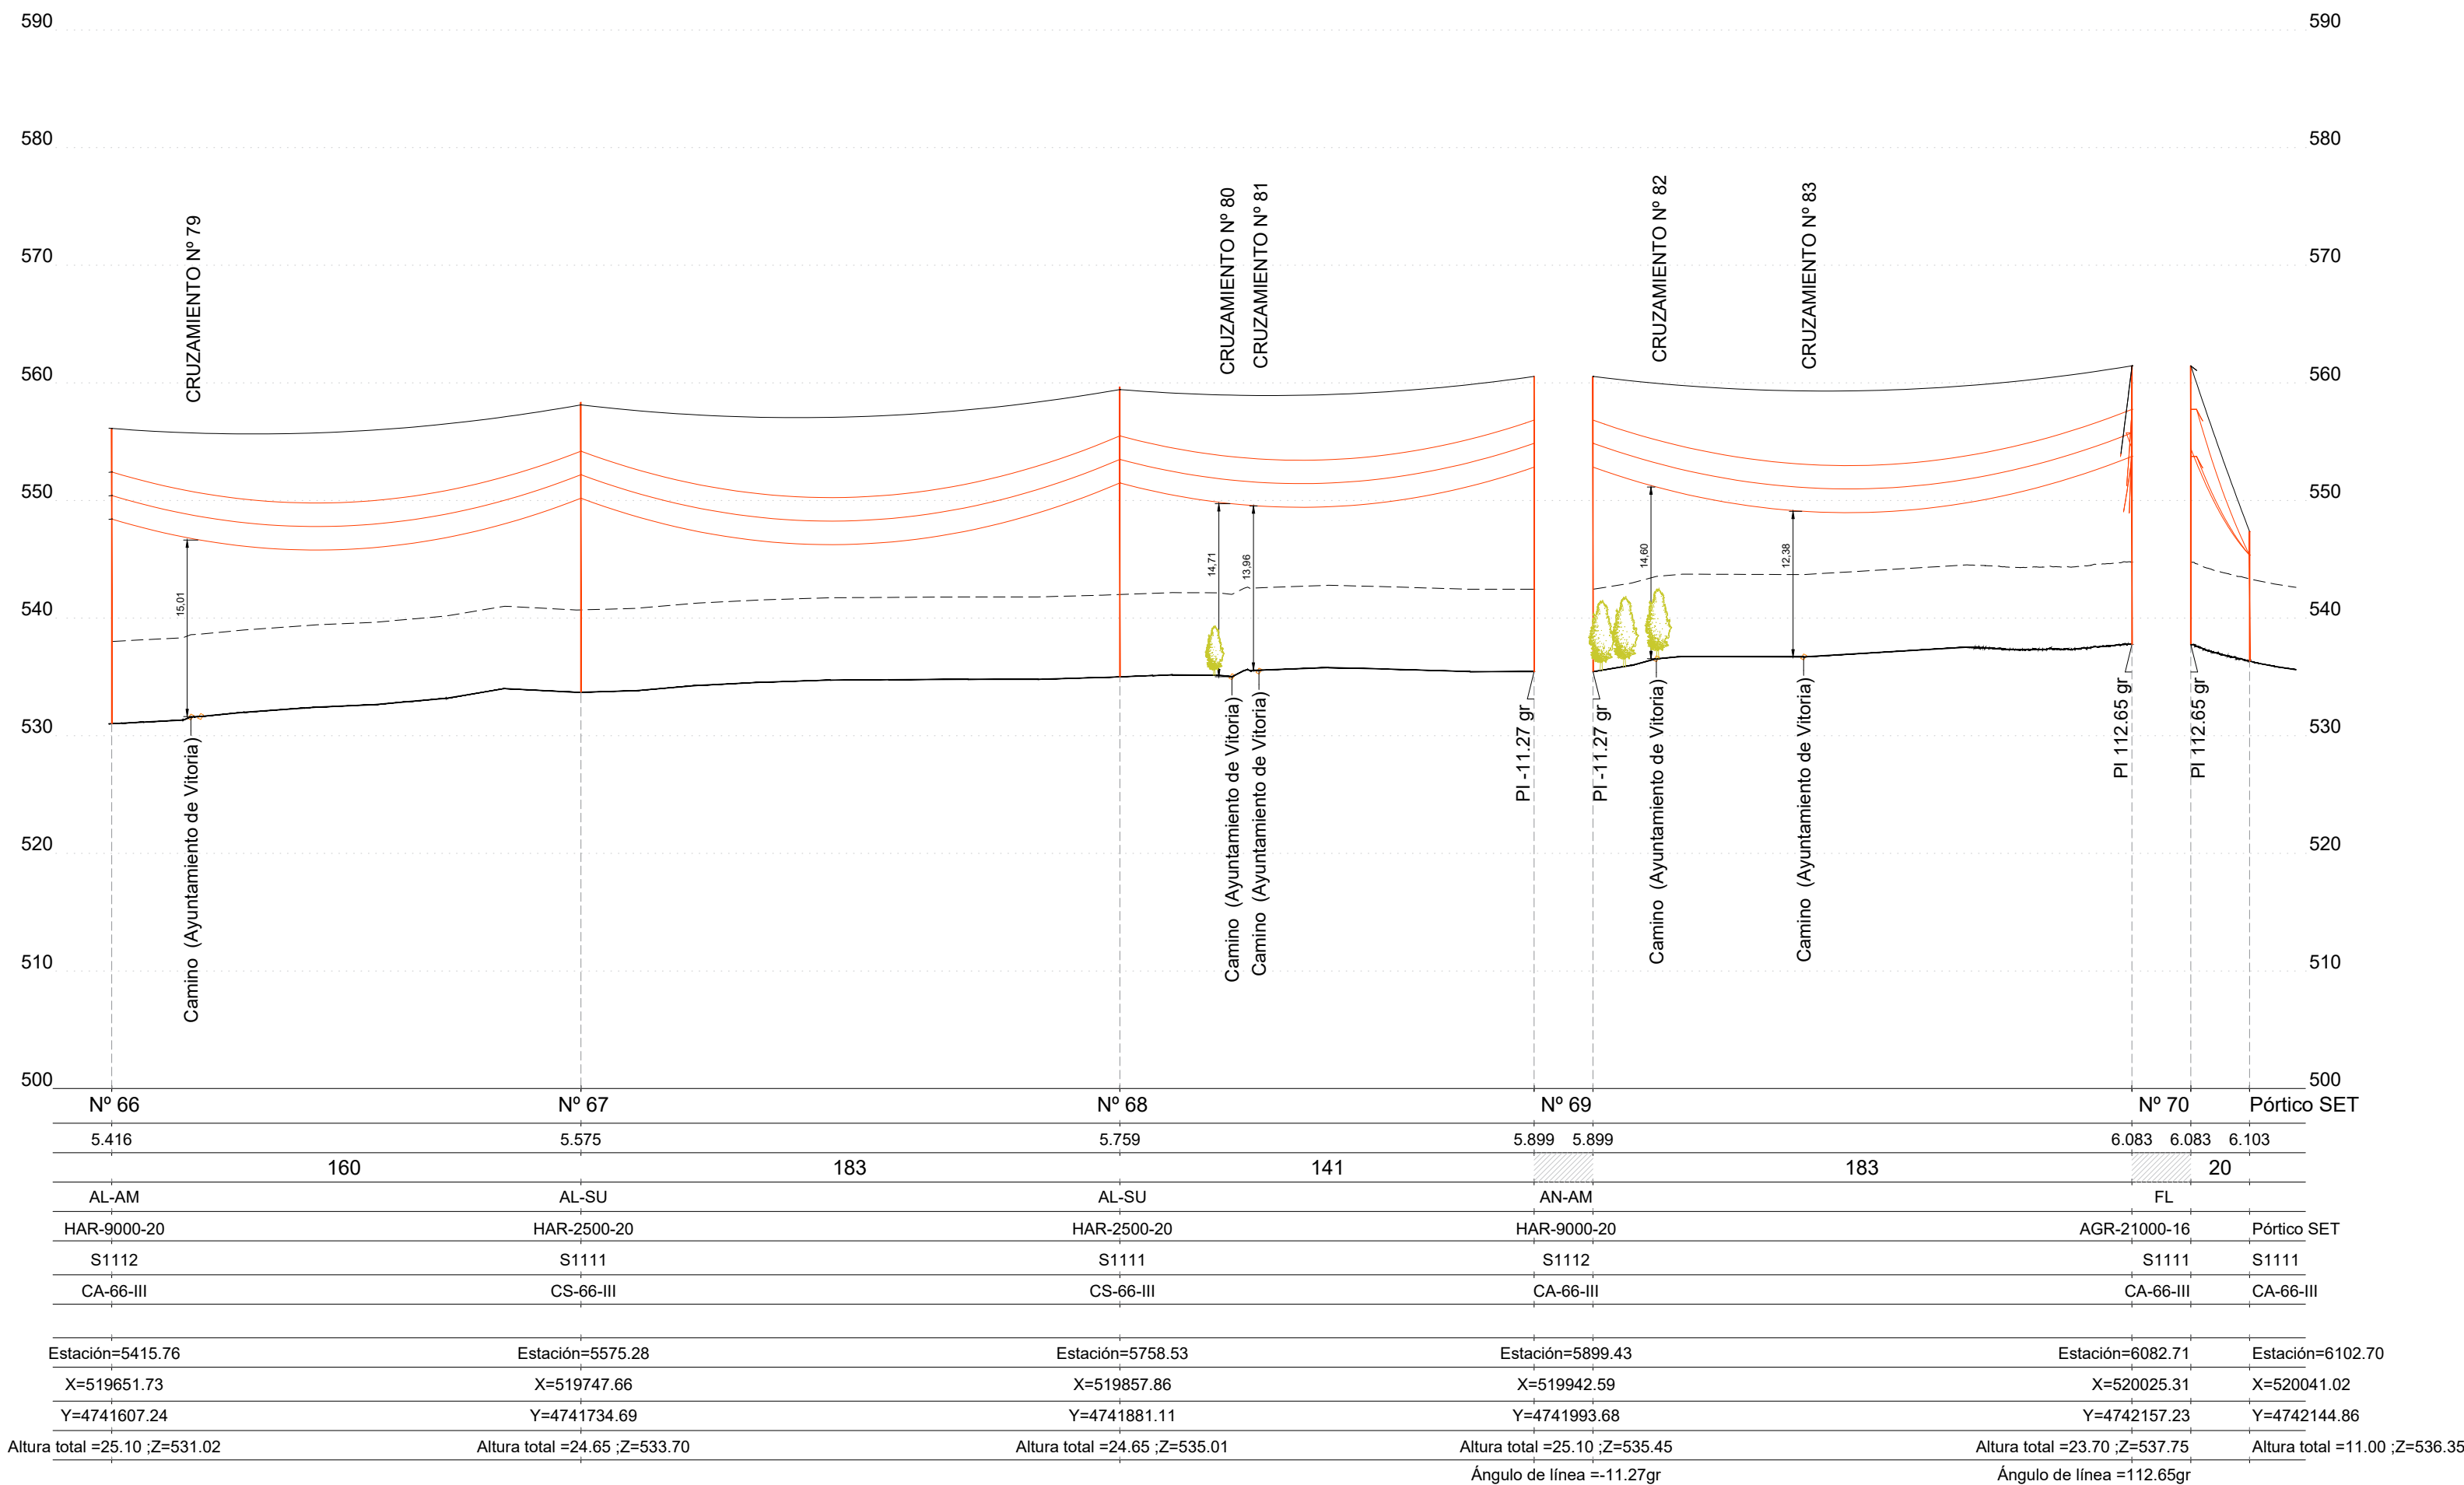 590 590
580 580
570 570
560 560
550 550
540 540
530 530
520 520
510 510
500 500
CRUZAMIENTO Nº 79
CRUZAMIENTO Nº 80
CRUZAMIENTO Nº 81
CRUZAMIENTO Nº 82
CRUZAMIENTO Nº 83
15,01
14,71
13,96
14,60
12,38
Camino (Ayuntamiento de Vitoria)
Camino (Ayuntamiento de Vitoria)
Camino (Ayuntamiento de Vitoria)
PI -11.27 gr
PI -11.27 gr
Camino (Ayuntamiento de Vitoria)
Camino (Ayuntamiento de Vitoria)
PI 112.65 gr
PI 112.65 gr
Nº 66 Nº 67 Nº 68 Nº 69 Nº 70 Pórtico SET
5.416 5.575 5.759 5.899 5.899 6.083 6.083 6.103
160 183 141 183 20
AL-AM AL-SU AL-SU AN-AM FL
HAR-9000-20 HAR-2500-20 HAR-2500-20 HAR-9000-20 AGR-21000-16 Pórtico SET
S1112 S1111 S1111 S1112 S1111 S1111
CA-66-III CS-66-III CS-66-III CA-66-III CA-66-III CA-66-III
Estación=5415.76 Estación=5575.28 Estación=5758.53 Estación=5899.43 Estación=6082.71 Estación=6102.70
X=519651.73 X=519747.66 X=519857.86 X=519942.59 X=520025.31 X=520041.02
Y=4741607.24 Y=4741734.69 Y=4741881.11 Y=4741993.68 Y=4742157.23 Y=4742144.86
Altura total =25.10 ;Z=531.02 Altura total =24.65 ;Z=533.70 Altura total =24.65 ;Z=535.01 Altura total =25.10 ;Z=535.45 Altura total =23.70 ;Z=537.75 Altura total =11.00 ;Z=536.35
Ángulo de línea =-11.27gr Ángulo de línea =112.65gr